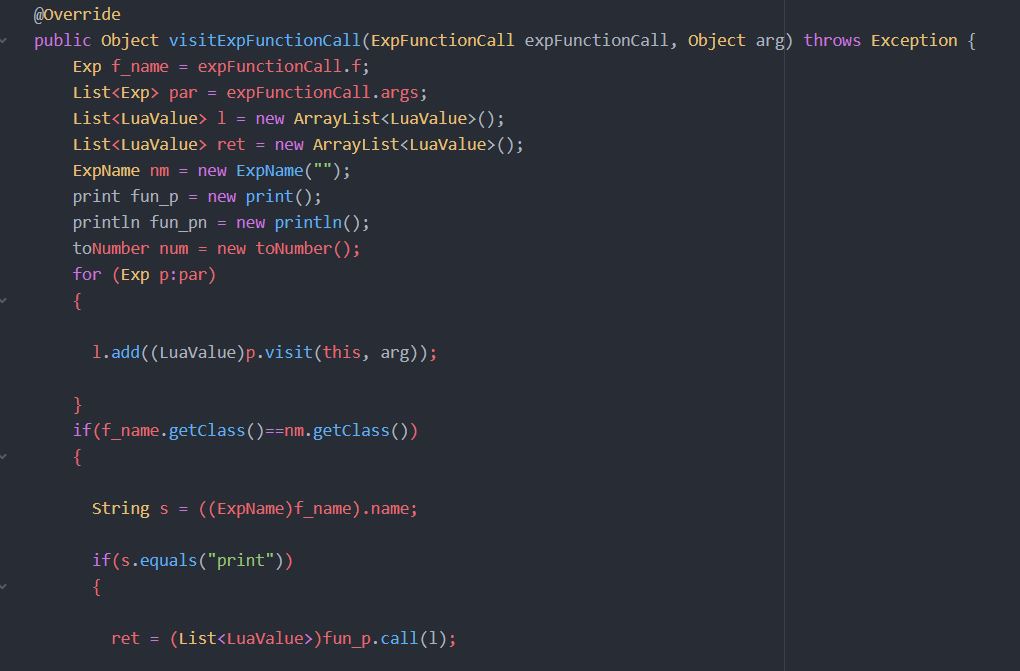 @Override
public Object visitExpFunctionCall(ExpFunctionCall expFunctionCall, Object arg) throws Exception {
Exp f_name = expFunctionCall.f;
List<Exp> par = expFunctionCall.args;
List<LuaValue> l = new ArrayList<LuaValue>();
List<LuaValue> ret = new ArrayList<LuaValue>();
ExpName nm = new ExpName("");
print fun_p = new print();
println fun_pn = new println();
toNumber num = new toNumber();
for (Exp p:par)
{
l.add((LuaValue)p.visit(this, arg));
}
if(f_name.getClass()==nm.getClass())
{
String s = ((ExpName)f_name).name;
if(s.equals("print"))
{
ret = (List<LuaValue>)fun_p.call(l);